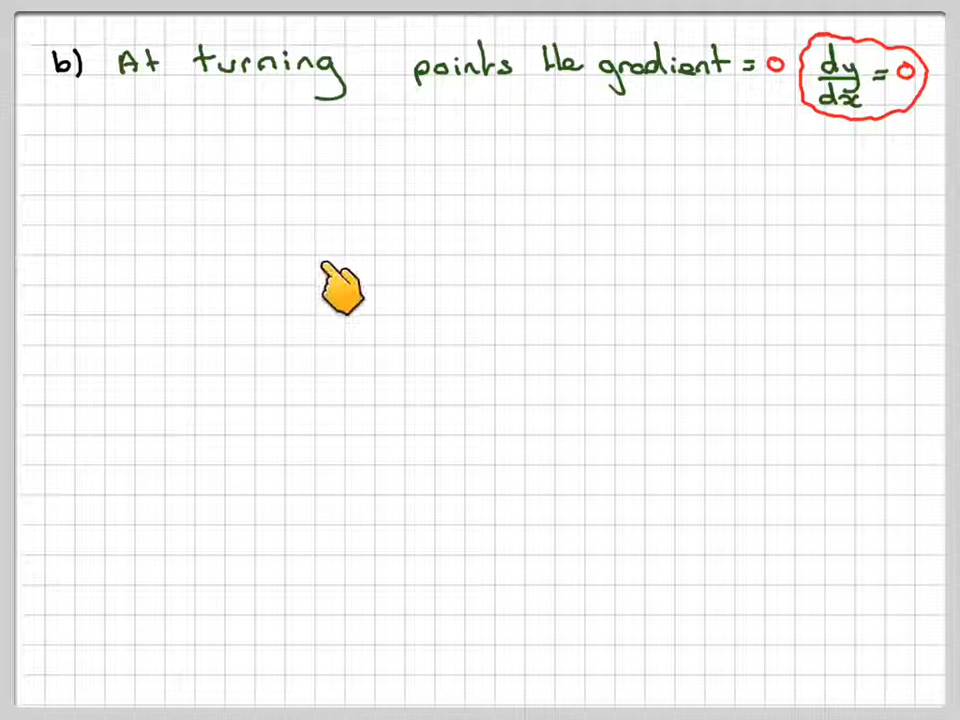 b) At turning points the gradient = 0 dy/dx = 0